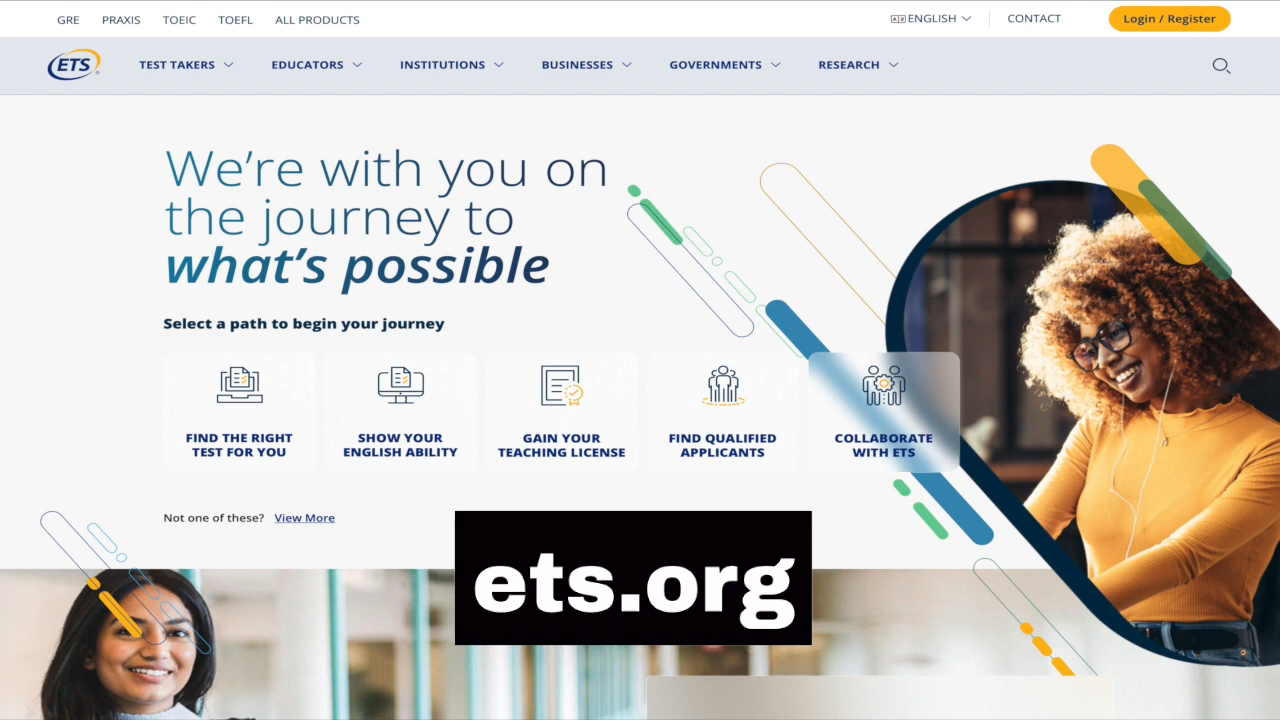 GRE PRAXIS TOEIC TOEFL ALL PRODUCTS ENGLISH CONTACT Login / Register
ETS TEST TAKERS EDUCATORS INSTITUTIONS BUSINESSES GOVERNMENTS RESEARCH
We're with you on
the journey to
what's possible
Select a path to begin your journey
FIND THE RIGHT
TEST FOR YOU
SHOW YOUR
ENGLISH ABILITY
GAIN YOUR
TEACHING LICENSE
FIND QUALIFIED
APPLICANTS
COLLABORATE
WITH ETS
Not one of these? View More
ets.org